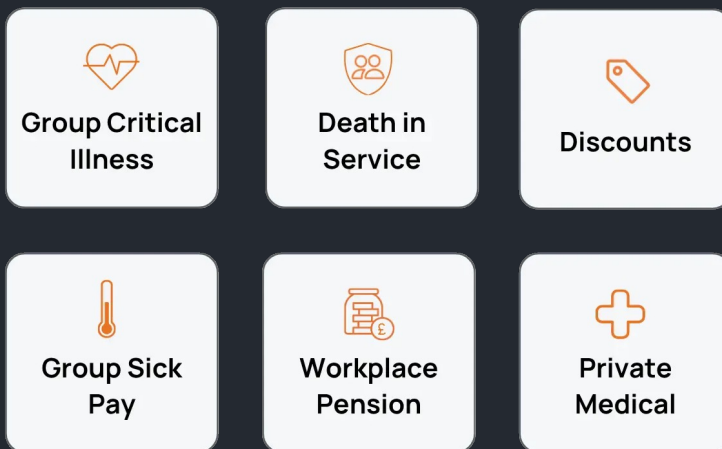 Group Critical
Illness
Death in
Service
Discounts
Group Sick
Pay
£
Workplace
Pension
Private
Medical